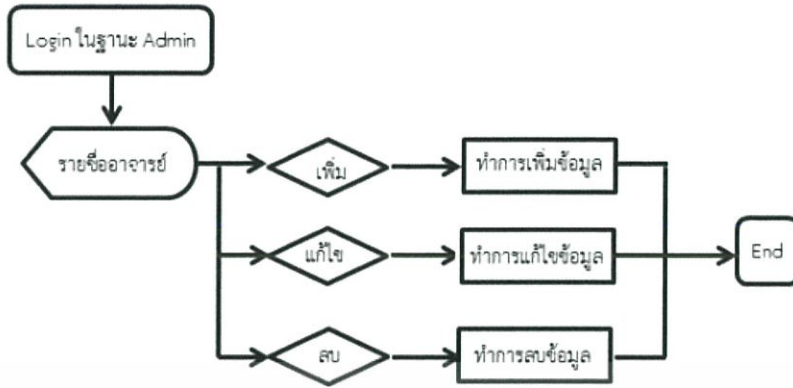 Login ในฐานะ Admin
รายชื่ออาจารย์
เพิ่ม
ทำการเพิ่มข้อมูล
แก้ไข
ทำการแก้ไขข้อมูล
End
ลบ
ทำการลบข้อมูล